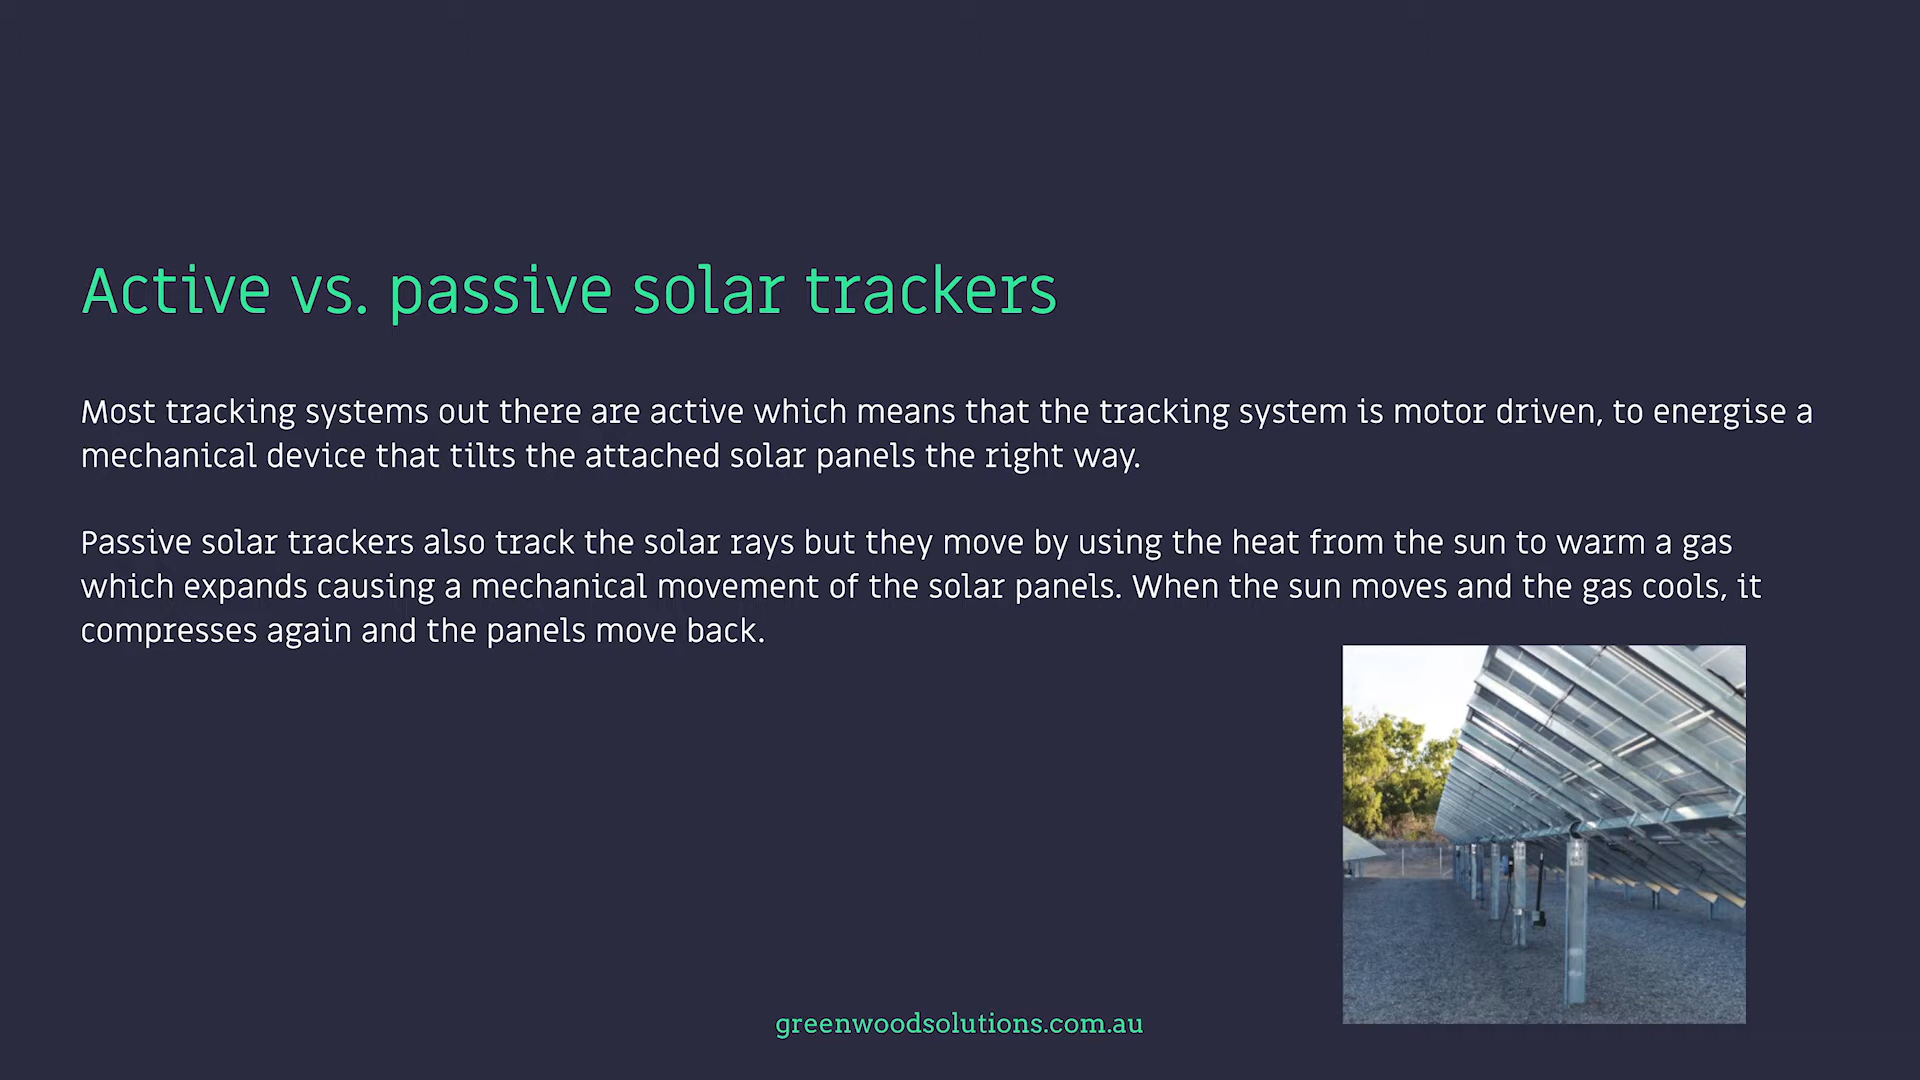 Active vs. passive solar trackers
Most tracking systems out there are active which means that the tracking system is motor driven, to energise a
mechanical device that tilts the attached solar panels the right way.
Passive solar trackers also track the solar rays but they move by using the heat from the sun to warm a gas
which expands causing a mechanical movement of the solar panels. When the sun moves and the gas cools, it
compresses again and the panels move back.
greenwoodsolutions.com.au